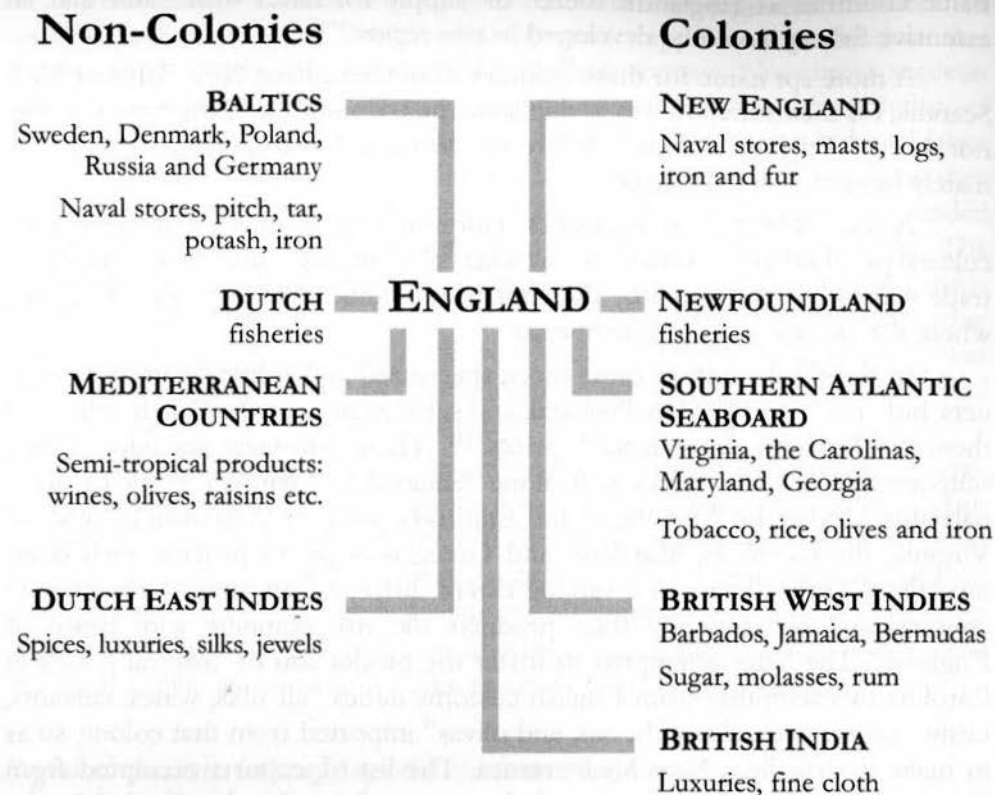 Non-Colonies
BALTICS
Sweden, Denmark, Poland,
Russia and Germany
Naval stores, pitch, tar,
potash, iron
DUTCH
fisheries
MEDITERRANEAN
COUNTRIES
Semi-tropical products:
wines, olives, raisins etc.
DUTCH EAST INDIES
Spices, luxuries, silks, jewels
ENGLAND
Colonies
NEW ENGLAND
Naval stores, masts, logs,
iron and fur
NEWFOUNDLAND
fisheries
SOUTHERN ATLANTIC
SEABOARD
Virginia, the Carolinas,
Maryland, Georgia
Tobacco, rice, olives and iron
BRITISH WEST INDIES
Barbados, Jamaica, Bermudas
Sugar, molasses, rum
BRITISH INDIA
Luxuries, fine cloth